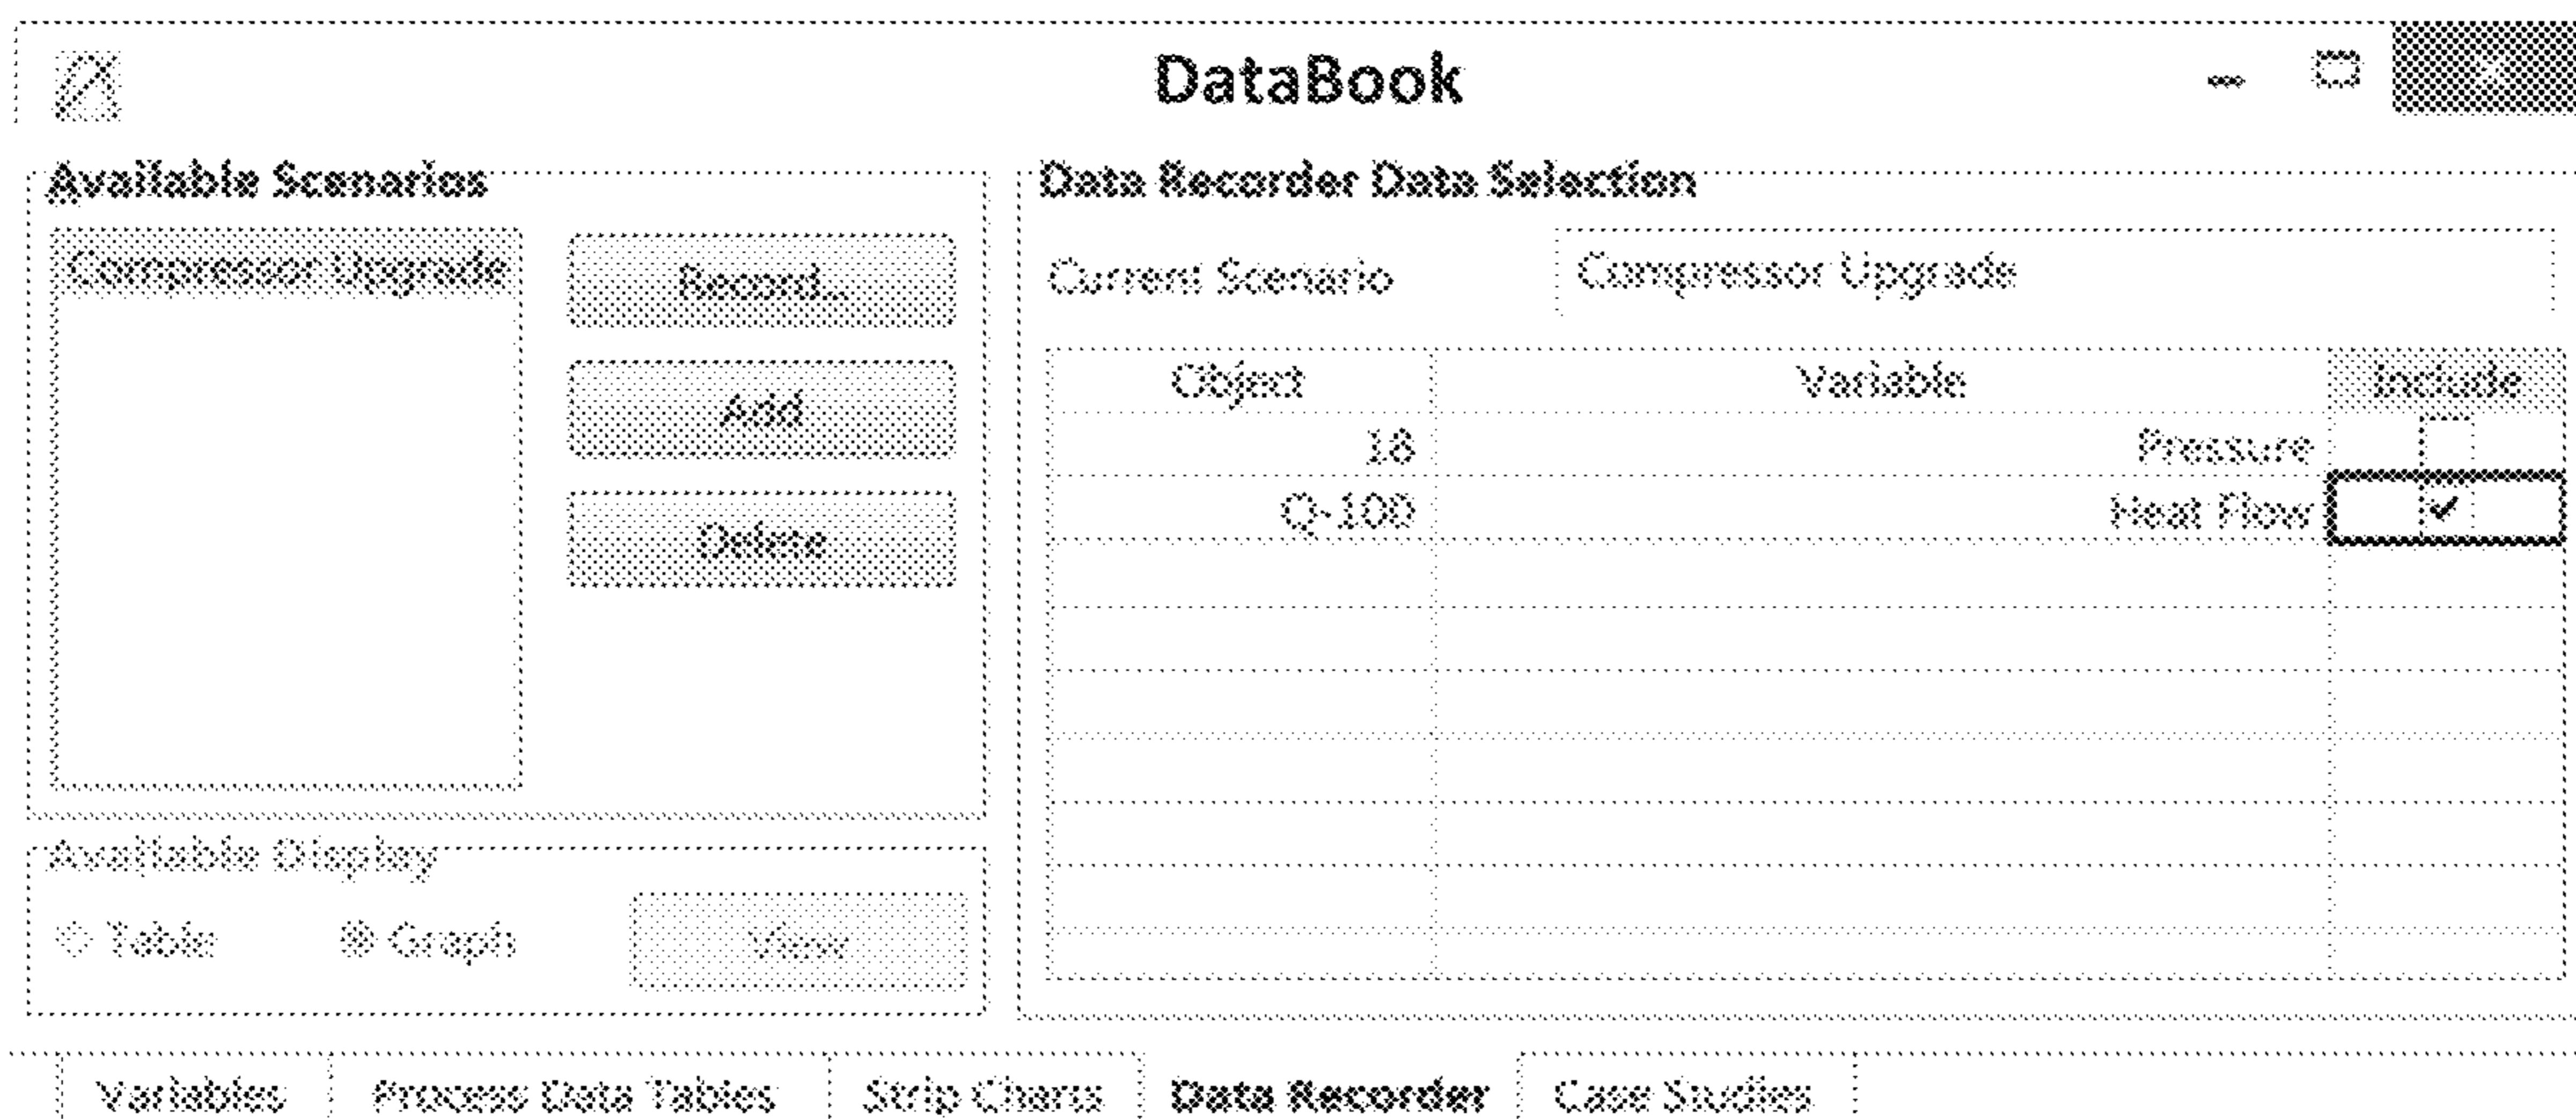 DataBook
Available Scenarios
Compressor Upgrade
Record...
Add
Delete
Available Display
Table
Graph
View
Data Recorder Data Selection
Current Scenario
Compressor Upgrade
Object Variable Include
18 Pressure
Q-100 Heat Flow
Variables Process Data Tables Strip Charts Data Recorder Case Studies